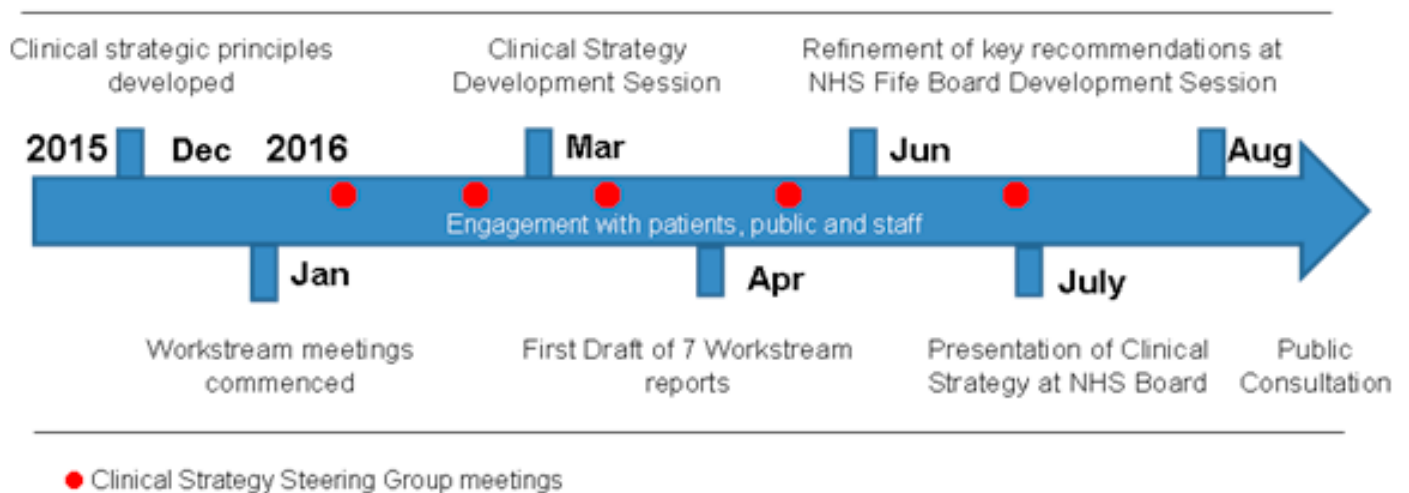 Clinical strategic principles
developed
Clinical Strategy
Development Session
Refinement of key recommendations at
NHS Fife Board Development Session
2015 Dec 2016 Mar Jun Aug
Engagement with patients, public and staff
Jan Apr July
Workstream meetings
commenced
First Draft of 7 Workstream
reports
Presentation of Clinical
Strategy at NHS Board
Public
Consultation
Clinical Strategy Steering Group meetings